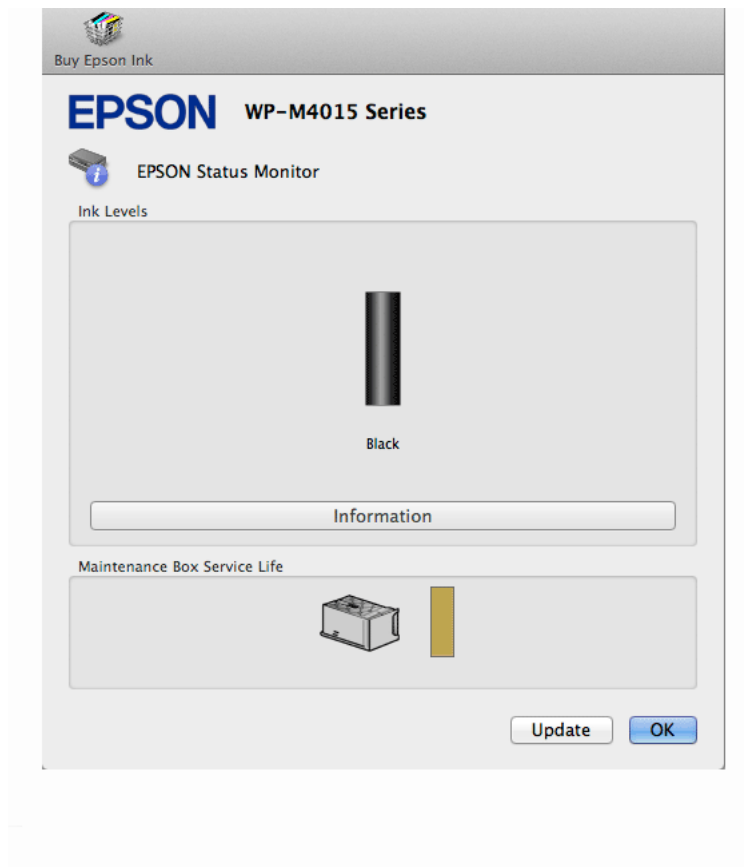 Buy Epson Ink
EPSON WP-M4015 Series
EPSON Status Monitor
Ink Levels
Black
Information
Maintenance Box Service Life
Update OK